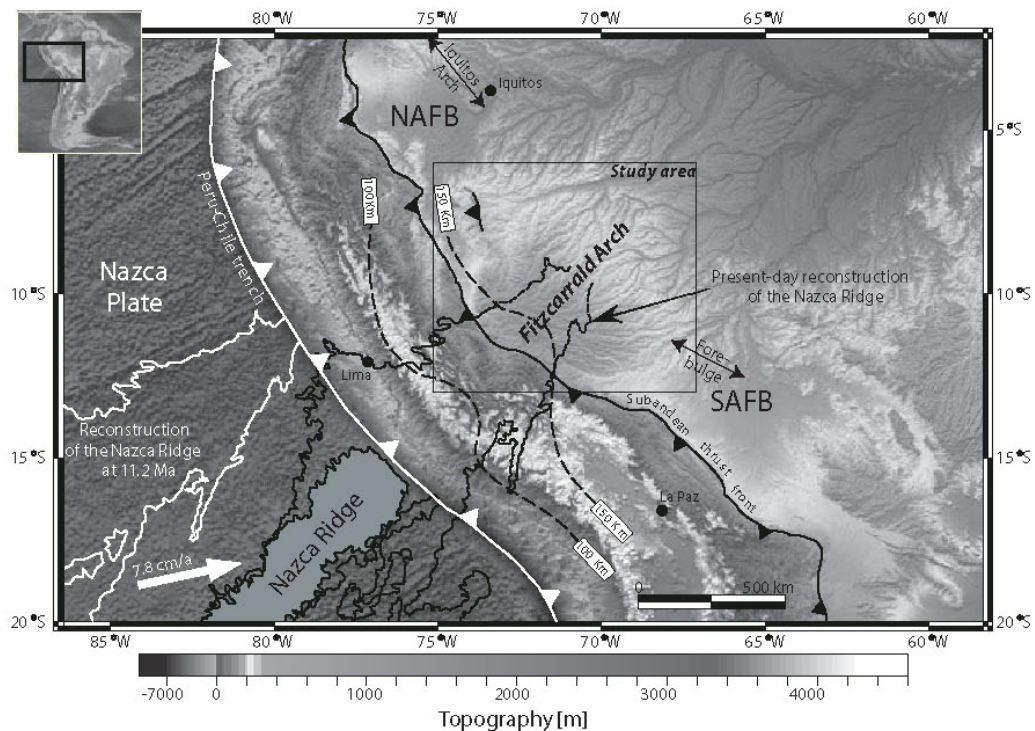 80°W
75°W
70°W
65°W
60°W
Iquitos
Arch
Iquitos
NAFB
5°S
5°S
Study area
100Km
150 Km
Peru-Chile trench
Nazca
Plate
Fitzcarrald Arch
Present-day reconstruction
of the Nazca Ridge
10°S
10°S
Lima
Fore-
bulge
SAFB
Subandean thrust front
Reconstruction
of the Nazca Ridge
at 11.2 Ma
15°S
15°S
La Paz
Nazca Ridge
150 Km
100 Km
7.8 cm/a
0
500 km
20°S
20°S
85°W
80°W
75°W
70°W
65°W
60°W
-7000
0
1000
2000
3000
4000
Topography [m]